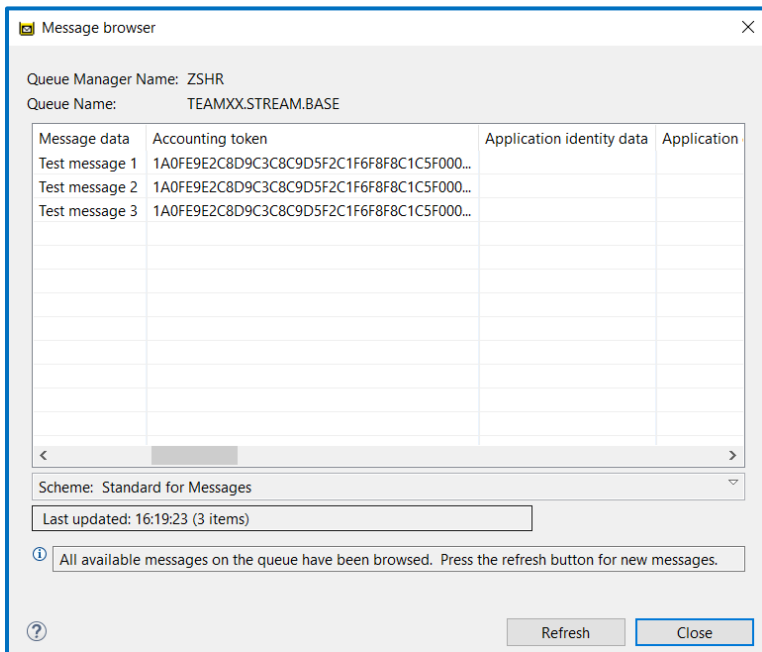 Message browser
Queue Manager Name: ZSHR
Queue Name: TEAMXX.STREAM.BASE
Message data Accounting token Application identity data Application
Test message 1 1A0FE9E2C8D9C3C8C9D5F2C1F6F8F8C1C5F000...
Test message 2 1A0FE9E2C8D9C3C8C9D5F2C1F6F8F8C1C5F000...
Test message 3 1A0FE9E2C8D9C3C8C9D5F2C1F6F8F8C1C5F000...
Scheme: Standard for Messages
Last updated: 16:19:23 (3 items)
All available messages on the queue have been browsed. Press the refresh button for new messages.
Refresh Close